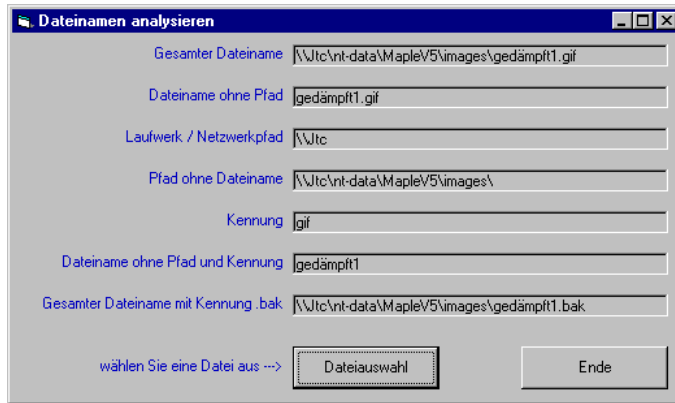 Dateinamen analysieren
Gesamter Dateiname \\Jtc\nt-data\MapleV5\images\gedämpft1.gif
Dateiname ohne Pfad gedämpft1.gif
Laufwerk / Netzwerkpfad \\Jtc
Pfad ohne Dateiname \\Jtc\nt-data\MapleV5\images\
Kennung gif
Dateiname ohne Pfad und Kennung gedämpft1
Gesamter Dateiname mit Kennung .bak \\Jtc\nt-data\MapleV5\images\gedämpft1.bak
wählen Sie eine Datei aus ---> Dateiauswahl Ende